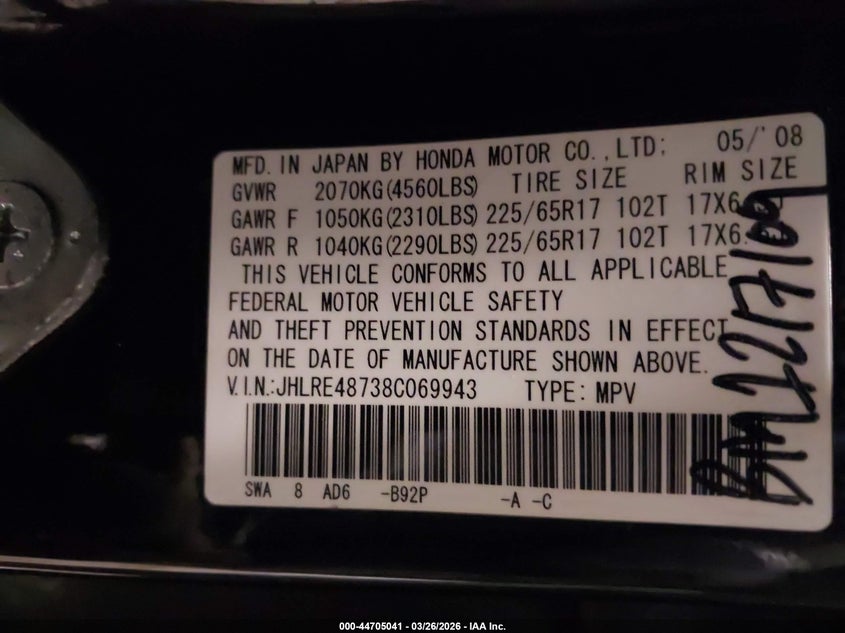 MFD. IN JAPAN BY HONDA MOTOR CO.,LTD: 05/'08
GVWR 2070KG(4560LBS) TIRE SIZE RIM SIZE
GAWR F 1050KG(2310LBS) 225/65R17 102T 17X6.
GAWR R 1040KG(2290LBS) 225/65R17 102T 17X6.
THIS VEHICLE CONFORMS TO ALL APPLICABLE
FEDERAL MOTOR VEHICLE SAFETY
AND THEFT PREVENTION STANDARDS IN EFFECT
ON THE DATE OF MANUFACTURE SHOWN ABOVE.
V.I.N.:JHLRE48738C069943 TYPE: MPV
SWA 8 AD6 -B92P -A -C
000-44705041 - 03/26/2026 - IAA Inc.